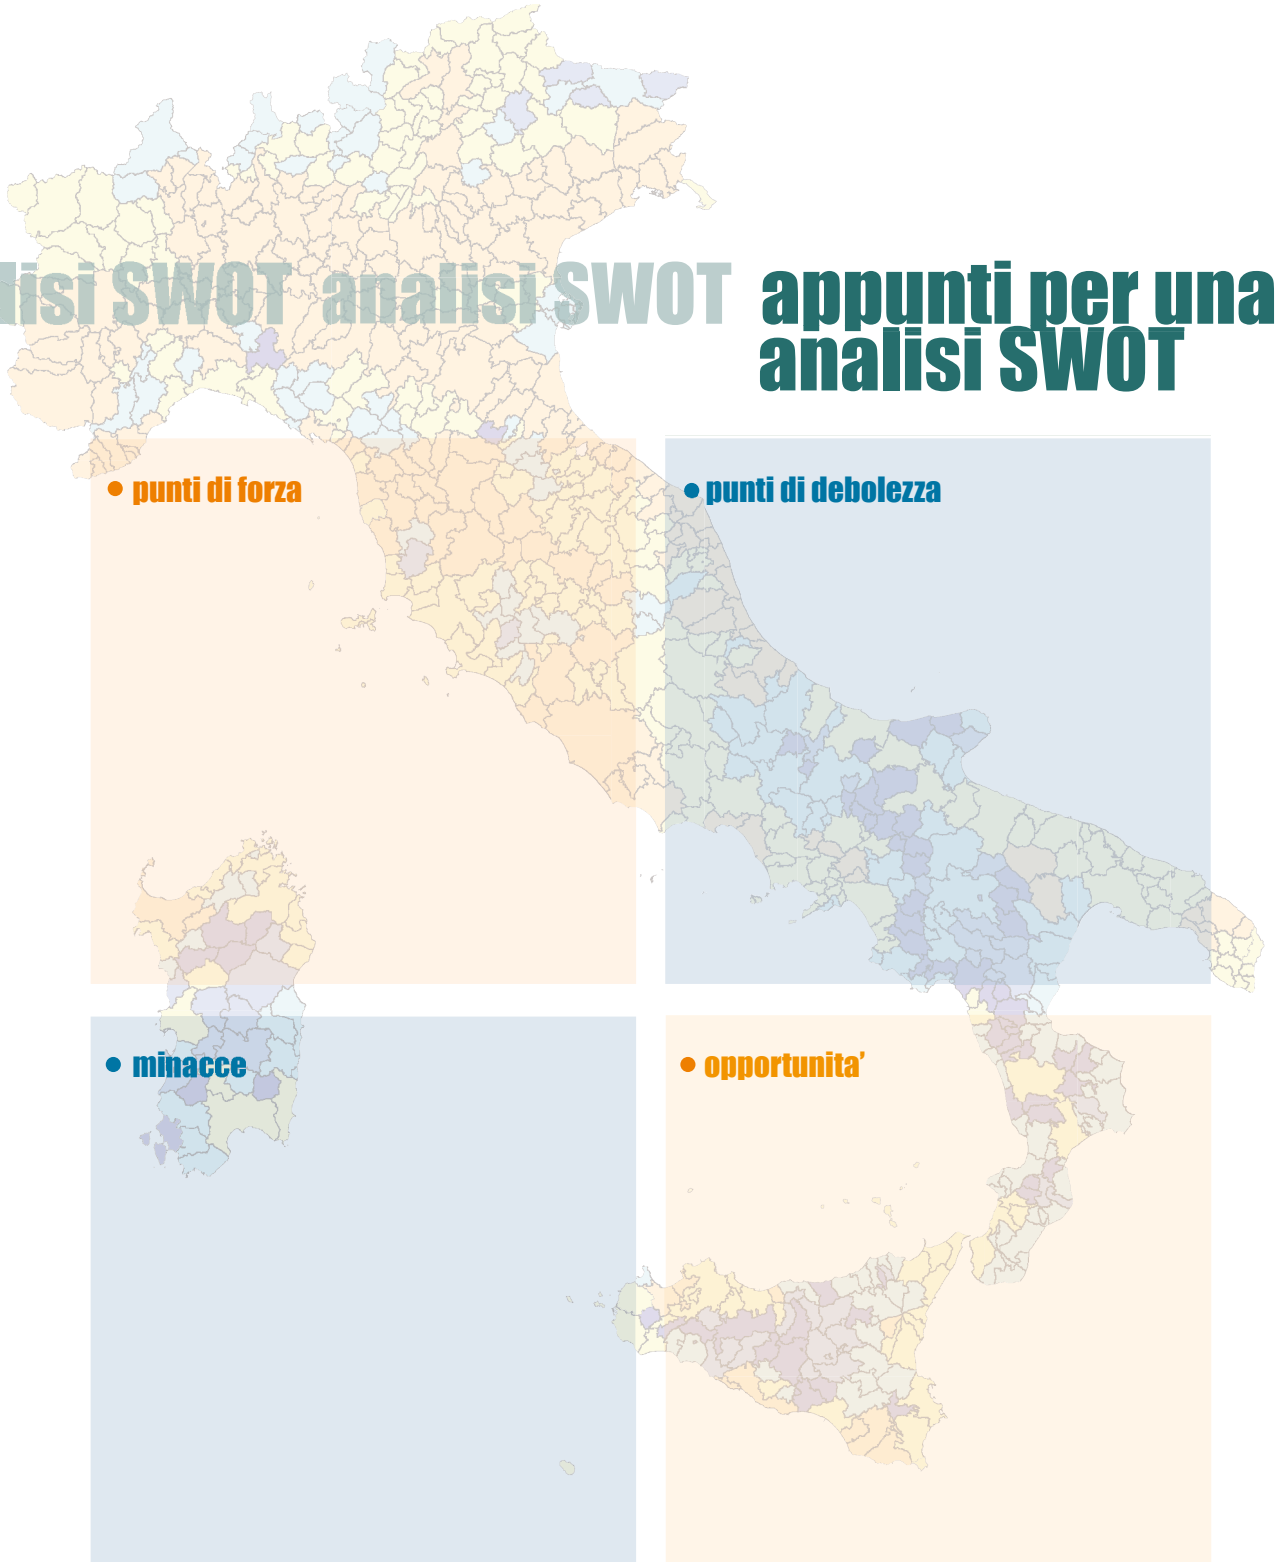 lisi SWOT analisi SWOT appunti per una
analisi SWOT
• punti di forza
• punti di debolezza
• minacce
• opportunita’